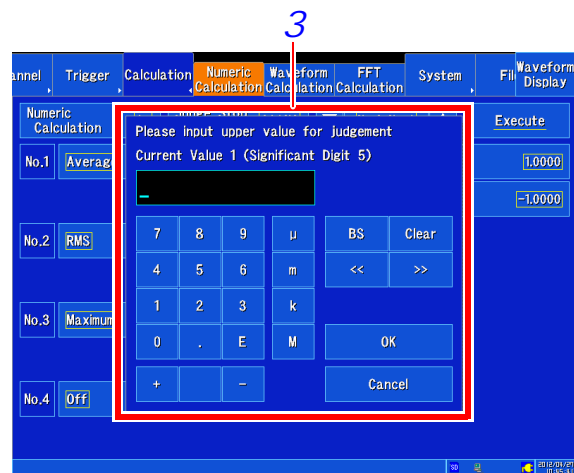 3
annel Trigger Calculation Numeric Calculation Waveform Calculation FFT Calculation System Fil Waveform Display
Numeric Calculation
Execute
Please input upper value for judgement
Current Value 1 (Significant Digit 5)
No.1 Averag
1.0000
-1.0000
7 8 9 μ BS Clear
No.2 RMS
4 5 6 m << >>
1 2 3 k
No.3 Maximum
0 . E M OK
+ - Cancel
No.4 Off
SD